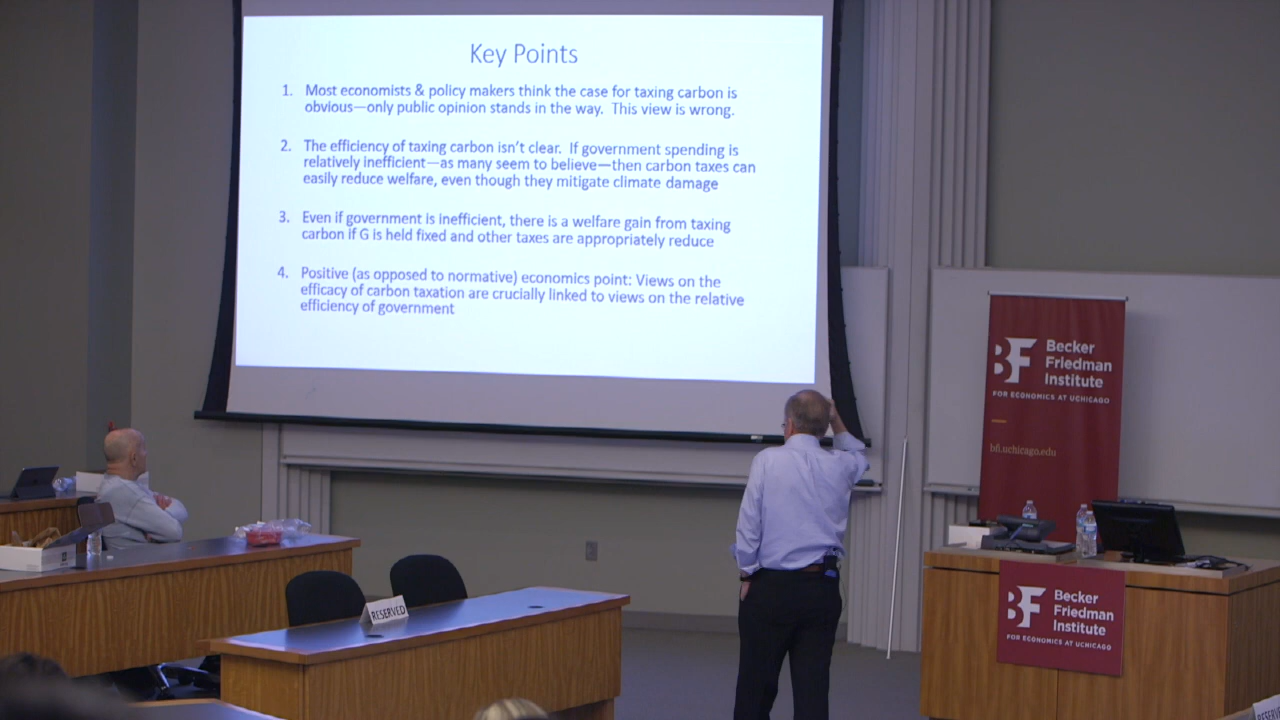 Key Points
1. Most economists & policy makers think the case for taxing carbon is
obvious—only public opinion stands in the way. This view is wrong.
2. The efficiency of taxing carbon isn't clear. If government spending is
relatively inefficient—as many seem to believe—then carbon taxes can
easily reduce welfare, even though they mitigate climate damage
3. Even if government is inefficient, there is a welfare gain from taxing
carbon if G is held fixed and other taxes are appropriately reduce
4. Positive (as opposed to normative) economics point: Views on the
efficacy of carbon taxation are crucially linked to views on the relative
efficiency of government
BF
Becker
Friedman
Institute
FOR ECONOMICS AT UCHICAGO
bfi.uchicago.edu
RESERVED
BF
Becker
Friedman
Institute
FOR ECONOMICS AT UCHICAGO
RESERVE